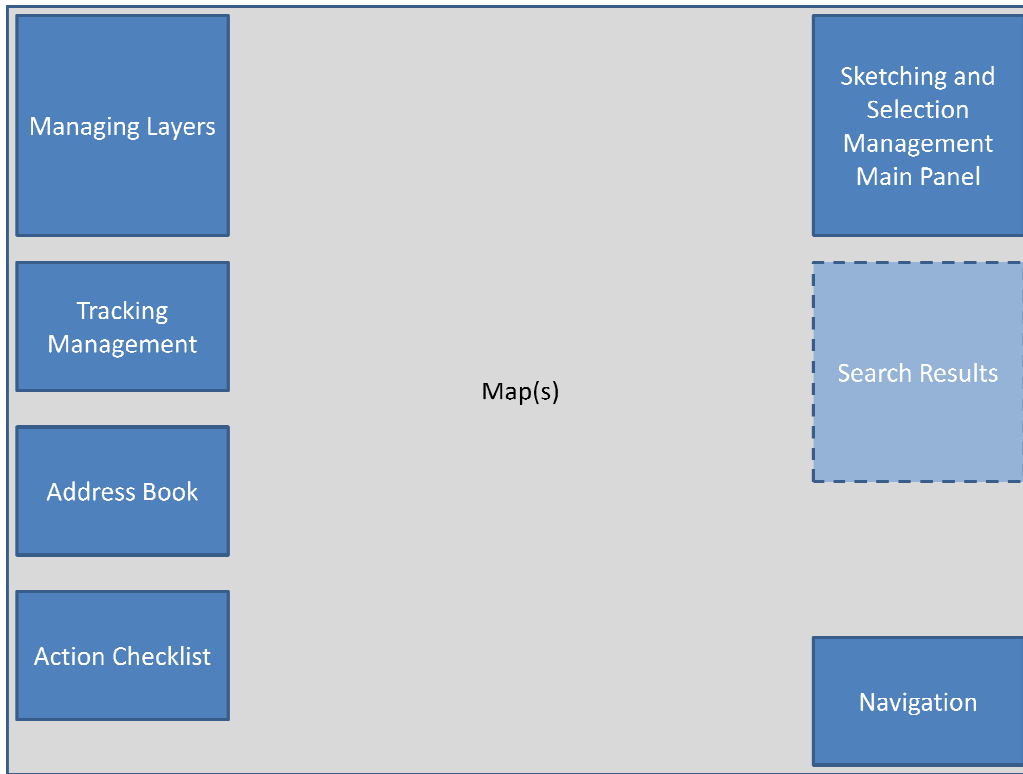 Managing Layers
Tracking
Management
Address Book
Action Checklist
Map(s)
Sketching and
Selection
Management
Main Panel
Search Results
Navigation